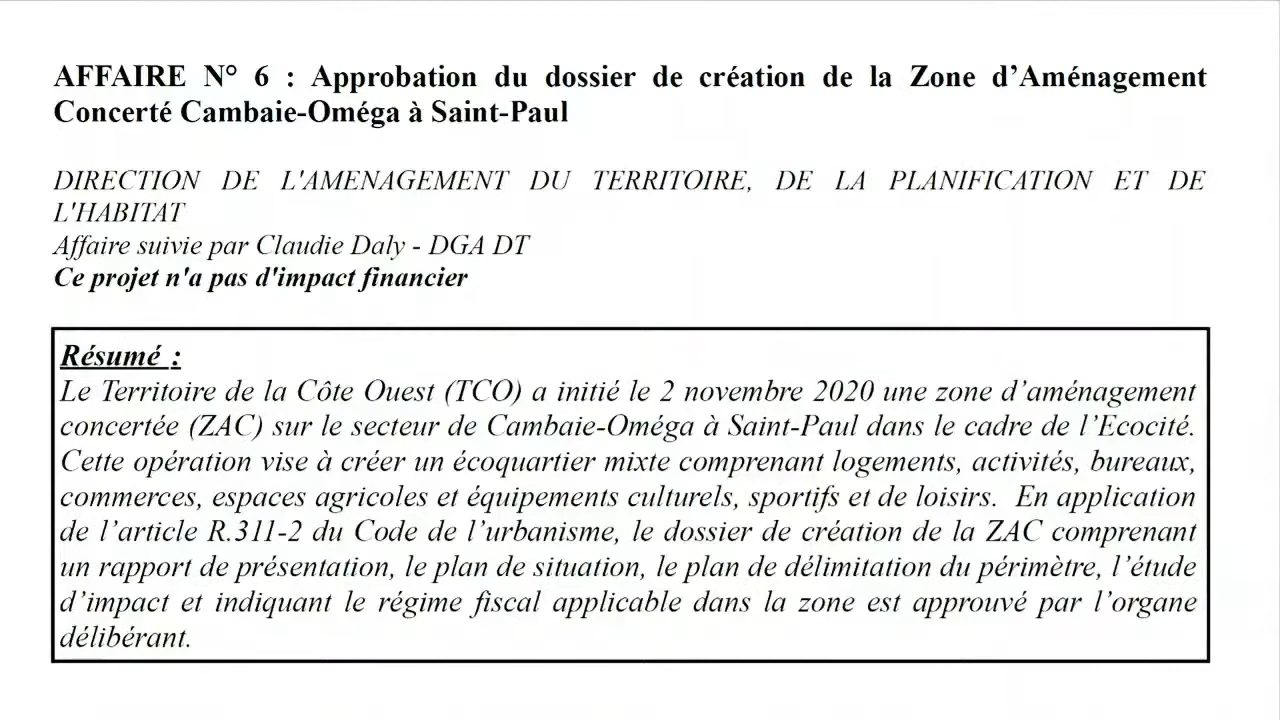 AFFAIRE N° 6 : Approbation du dossier de création de la Zone d’Aménagement
Concerté Cambaie-Oméga à Saint-Paul
DIRECTION DE L'AMENAGEMENT DU TERRITOIRE, DE LA PLANIFICATION ET DE
L'HABITAT
Affaire suivie par Claudie Daly - DGA DT
Ce projet n'a pas d'impact financier
Résumé :
Le Territoire de la Côte Ouest (TCO) a initié le 2 novembre 2020 une zone d’aménagement
concertée (ZAC) sur le secteur de Cambaie-Oméga à Saint-Paul dans le cadre de l’Ecocité.
Cette opération vise à créer un écoquartier mixte comprenant logements, activités, bureaux,
commerces, espaces agricoles et équipements culturels, sportifs et de loisirs. En application
de l’article R.311-2 du Code de l’urbanisme, le dossier de création de la ZAC comprenant
un rapport de présentation, le plan de situation, le plan de délimitation du périmètre, l’étude
d’impact et indiquant le régime fiscal applicable dans la zone est approuvé par l’organe
délibérant.